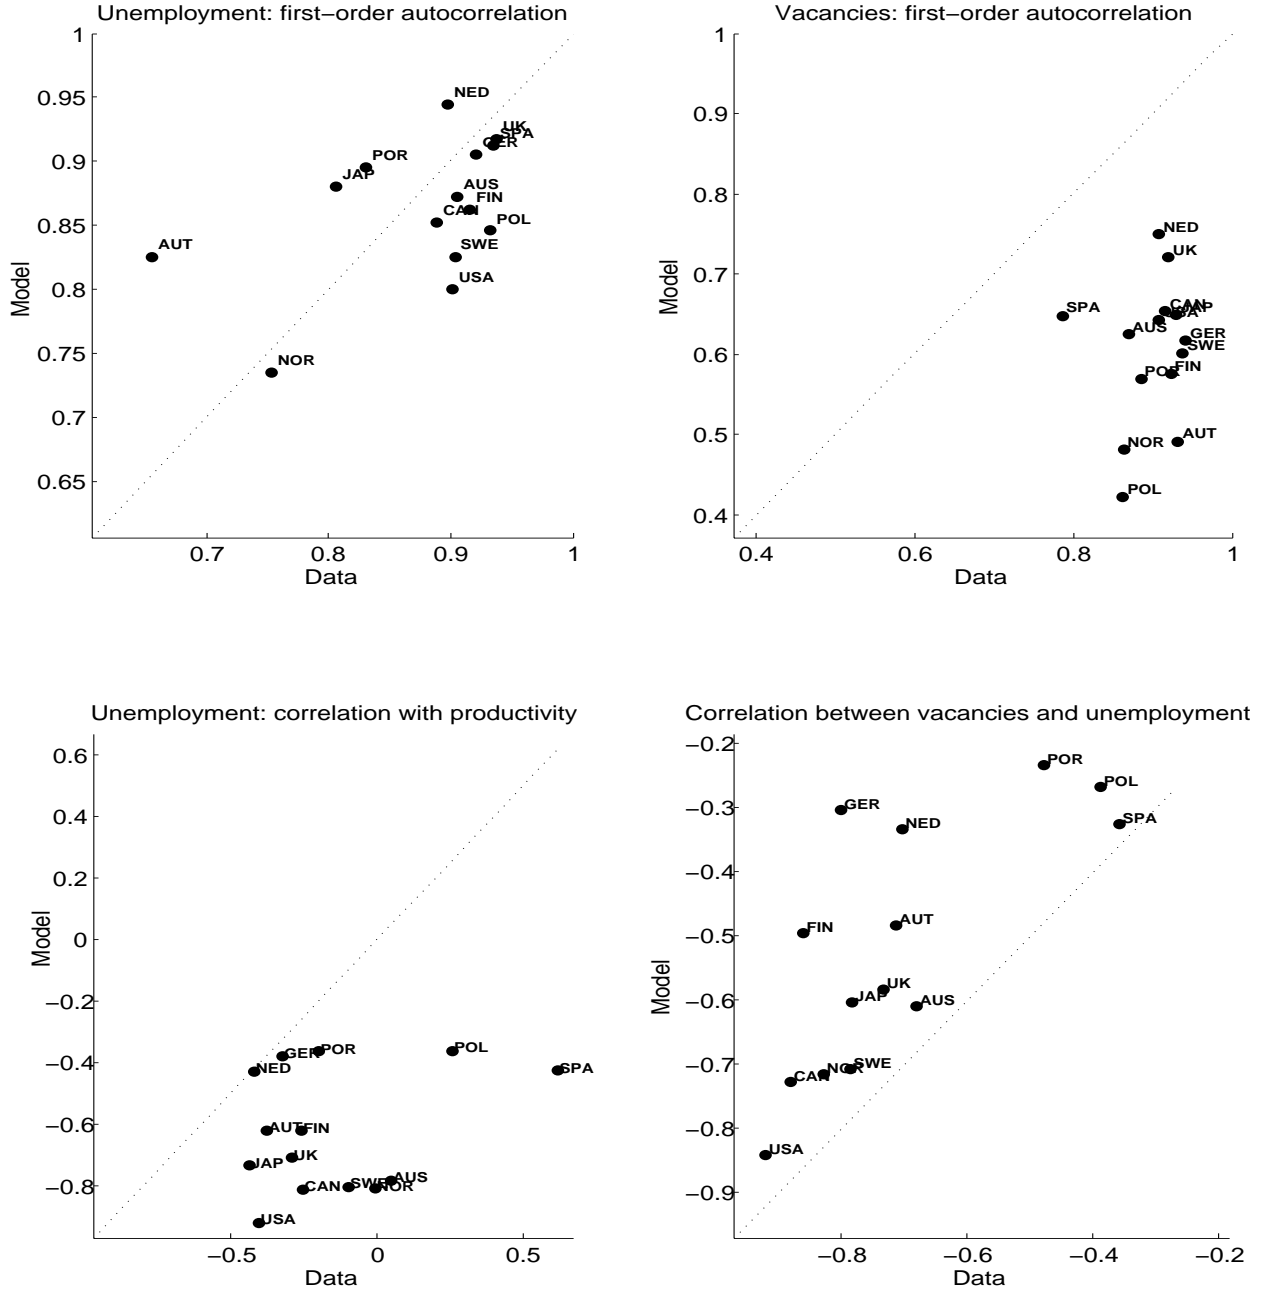 Unemployment: first−order autocorrelation
1
0.95
0.9
0.85
0.8
0.75
0.7
0.65
Model
NED
UK
SPA
GER
POR
JAP
AUS
FIN
CAN
POL
AUT
SWE
USA
NOR
0.7
0.8
0.9
1
Data
Vacancies: first−order autocorrelation
1
0.9
0.8
0.7
0.6
0.5
0.4
Model
NED
UK
SPA
CAN
JAP
USA
AUS
GER
SWE
POR
FIN
NOR
AUT
POL
0.4
0.6
0.8
1
Data
Unemployment: correlation with productivity
0.6
0.4
0.2
0
−0.2
−0.4
−0.6
−0.8
Model
GER
POR
POL
NED
SPA
AUT
FIN
JAP
UK
CAN
SWE
AUS
NOR
USA
−0.5
0
0.5
Data
Correlation between vacancies and unemployment
−0.2
−0.3
−0.4
−0.5
−0.6
−0.7
−0.8
−0.9
Model
POR
POL
GER
NED
SPA
FIN
AUT
JAP
UK
AUS
CAN
NOR
SWE
USA
−0.8
−0.6
−0.4
−0.2
Data